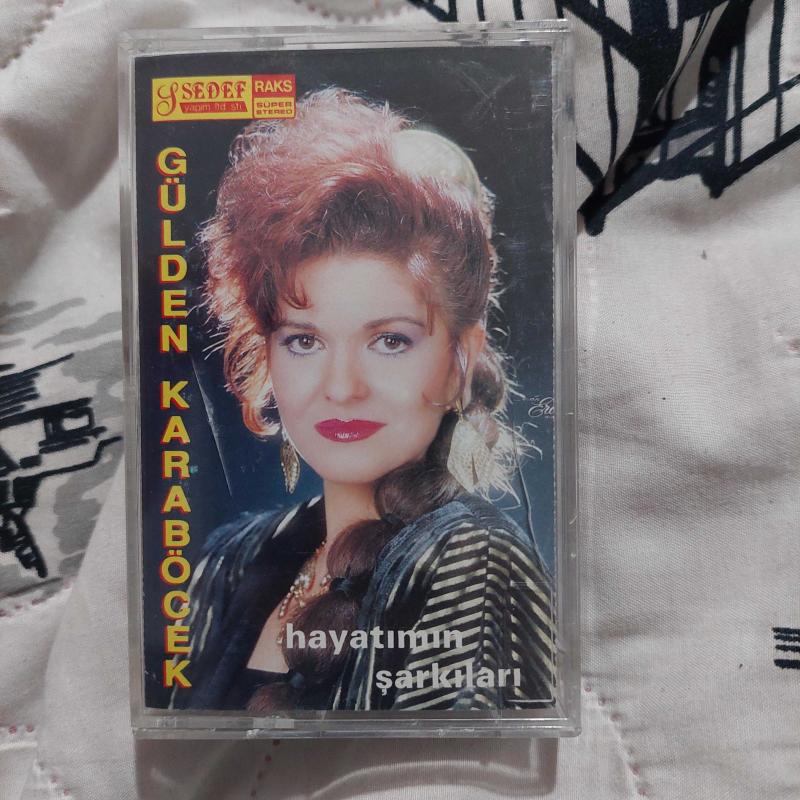 SEDEF
yapım ltd. şti.
RAKS
SÜPER
STEREO
GÜLDEN KARABÖCEK
hayatımın
şarkıları